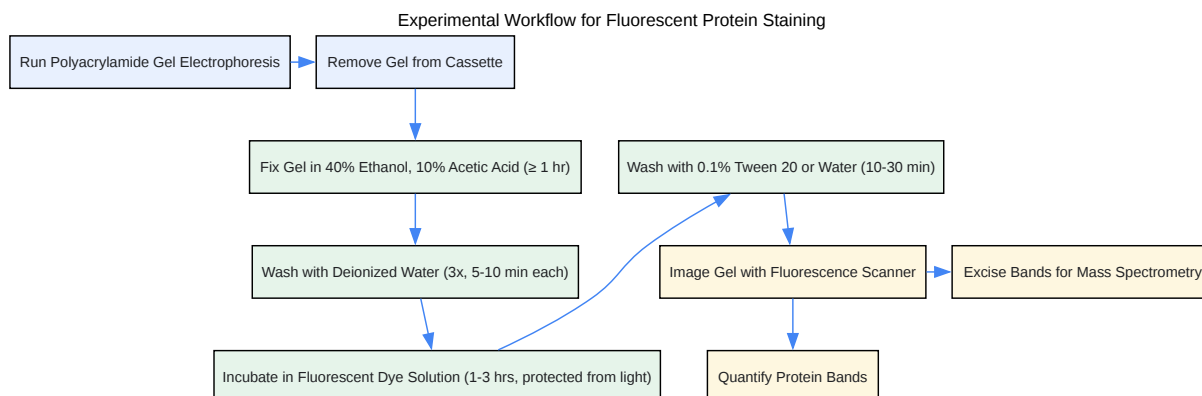 Experimental Workflow for Fluorescent Protein Staining
Run Polyacrylamide Gel Electrophoresis
Remove Gel from Cassette
Fix Gel in 40% Ethanol, 10% Acetic Acid (≥ 1 hr)
Wash with Deionized Water (3x, 5-10 min each)
Incubate in Fluorescent Dye Solution (1-3 hrs, protected from light)
Wash with 0.1% Tween 20 or Water (10-30 min)
Image Gel with Fluorescence Scanner
Excise Bands for Mass Spectrometry
Quantify Protein Bands